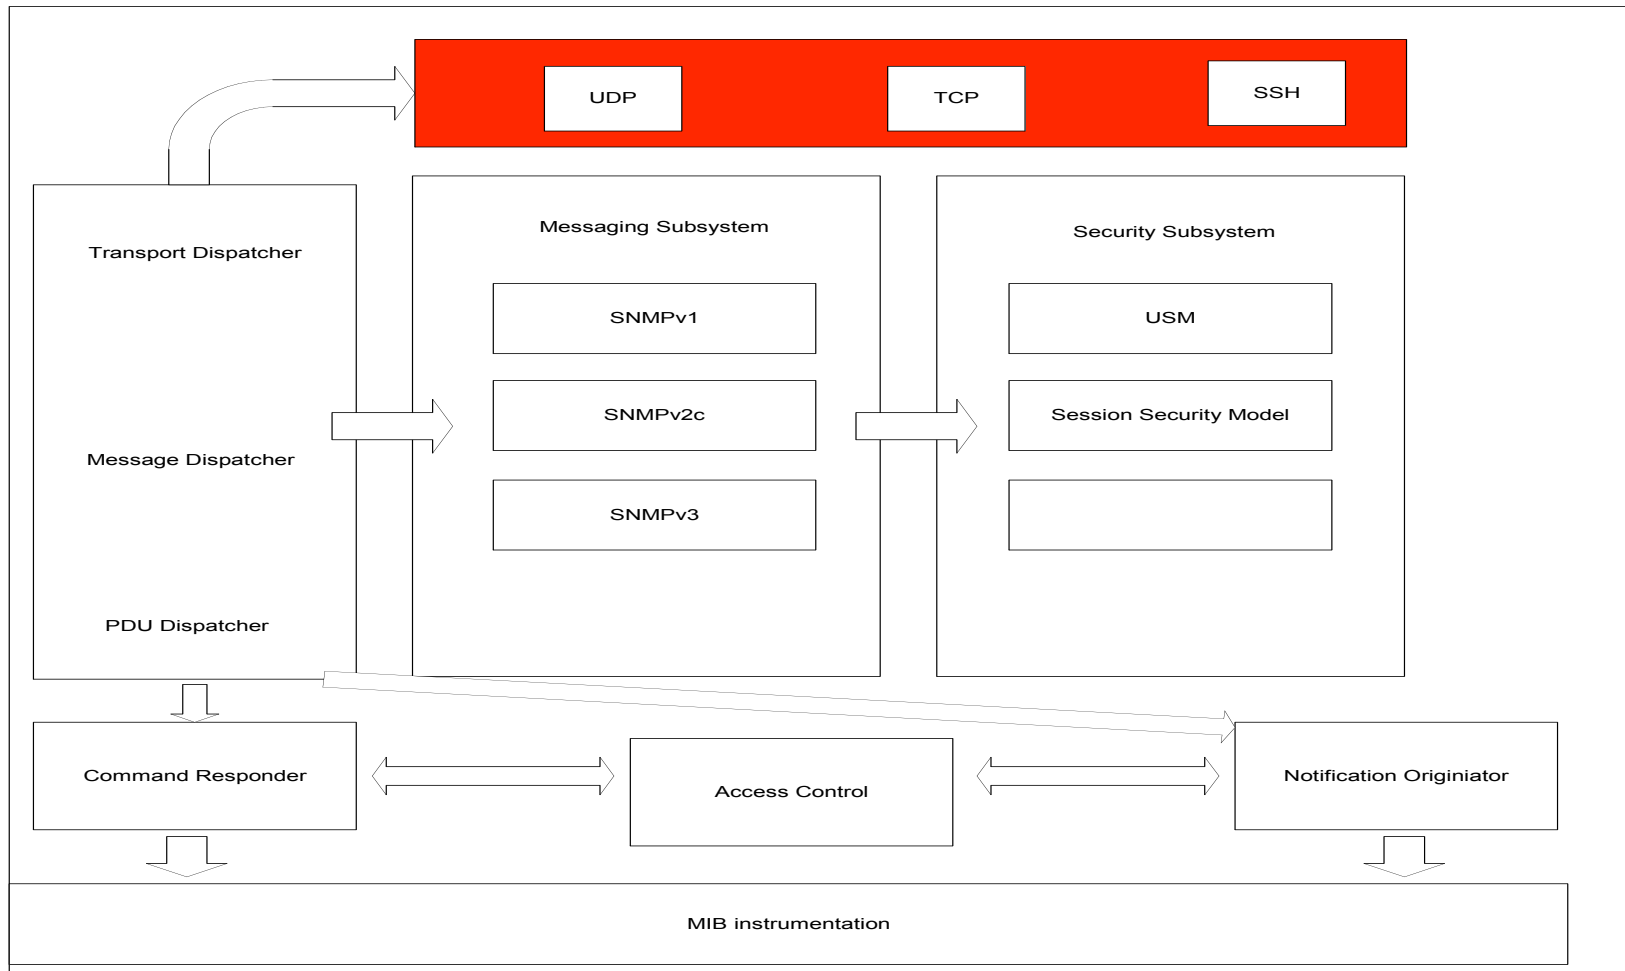 UDP
TCP
SSH
Transport Dispatcher
Message Dispatcher
PDU Dispatcher
Messaging Subsystem
SNMPv1
SNMPv2c
SNMPv3
Security Subsystem
USM
Session Security Model
Command Responder
Access Control
Notification Originiator
MIB instrumentation